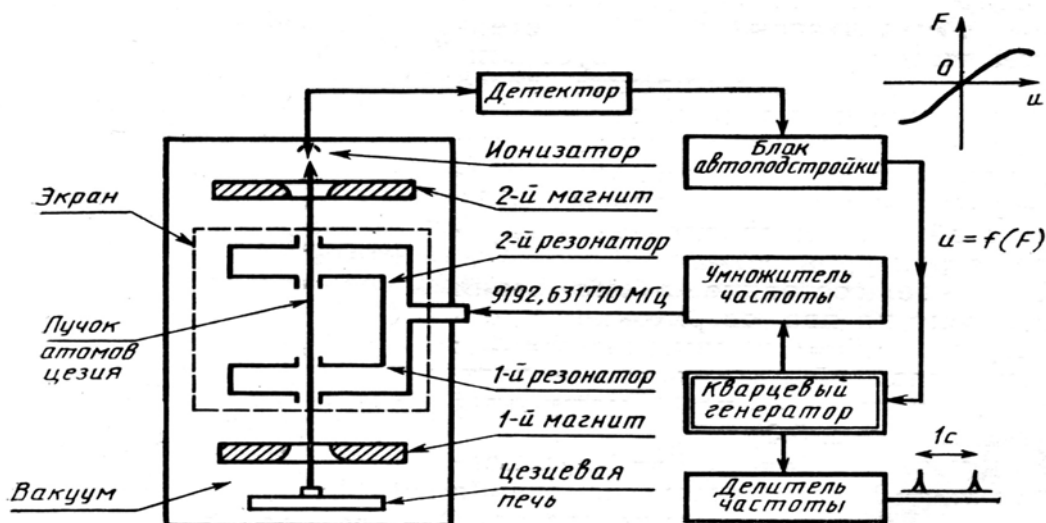 F
0
u
Детектор
Ионизатор
Блак
автоподстройки
Экран
2-й магнит
2-й резонатор
u = f(F)
Умножитель
частоты
9192,631770 МГц
Пучок
атомов
цезия
1-й резонатор
Кварцевый
генератор
1-й магнит
1с
Вакуум
Цезиевая
печь
Делитель
частоты